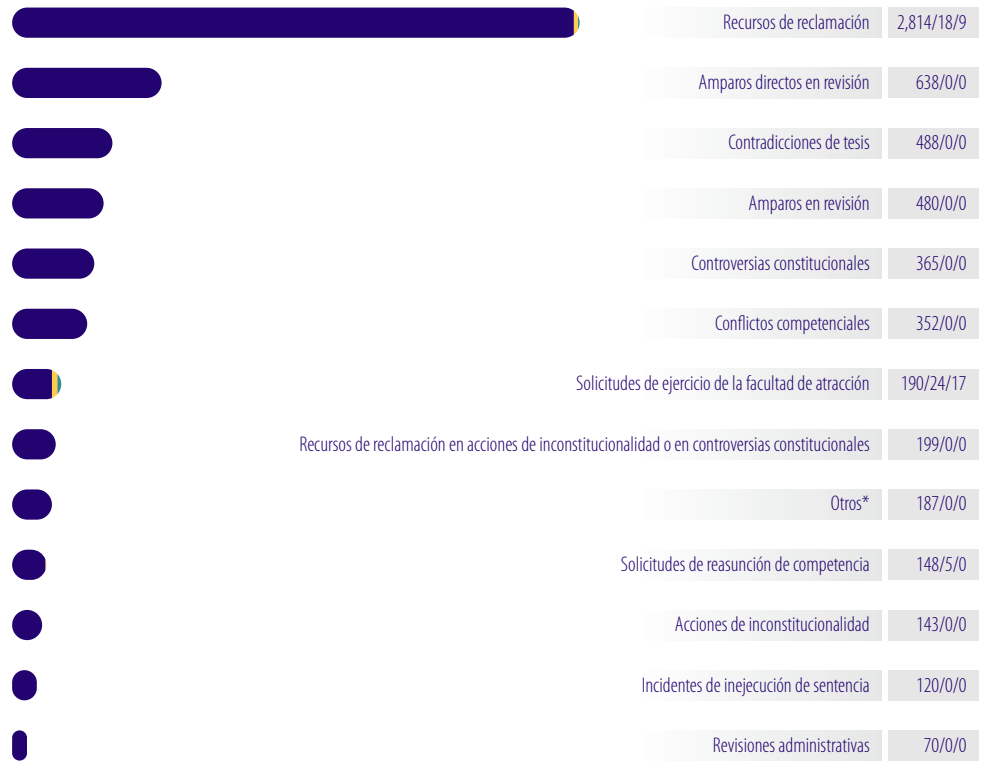 Recursos de reclamación 2,814/18/9
Amparos directos en revisión 638/0/0
Contradicciones de tesis 488/0/0
Amparos en revisión 480/0/0
Controversias constitucionales 365/0/0
Conflictos competenciales 352/0/0
Solicitudes de ejercicio de la facultad de atracción 190/24/17
Recursos de reclamación en acciones de inconstitucionalidad o en controversias constitucionales 199/0/0
Otros* 187/0/0
Solicitudes de reasunción de competencia 148/5/0
Acciones de inconstitucionalidad 143/0/0
Incidentes de inejecución de sentencia 120/0/0
Revisiones administrativas 70/0/0